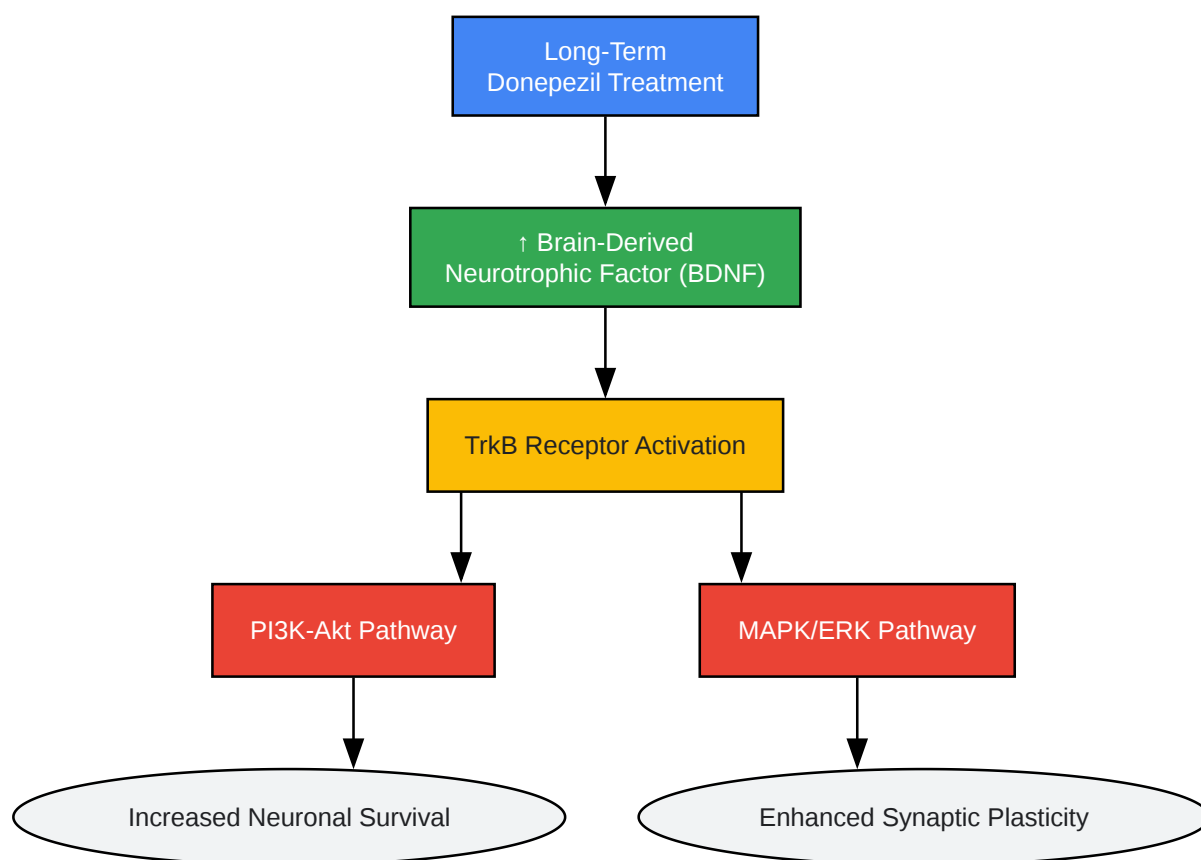 Long-Term
Donepezil Treatment
↑ Brain-Derived
Neurotrophic Factor (BDNF)
TrkB Receptor Activation
PI3K-Akt Pathway
MAPK/ERK Pathway
Increased Neuronal Survival
Enhanced Synaptic Plasticity